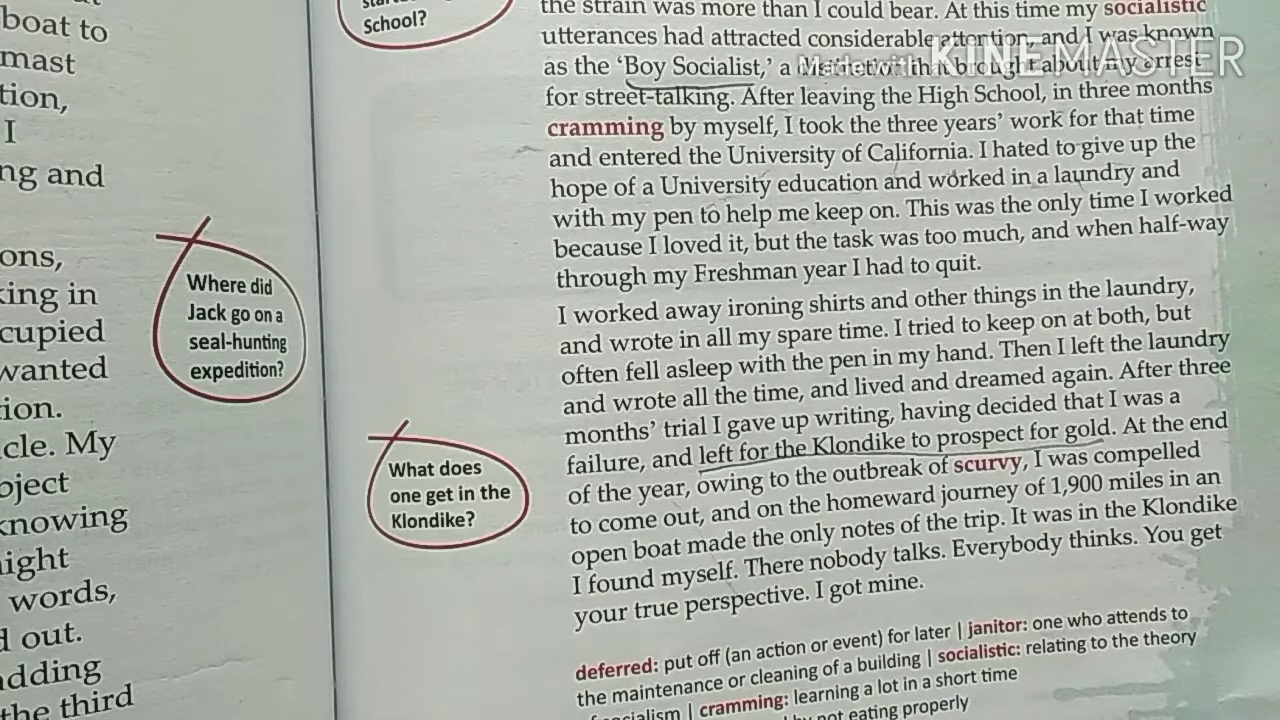 boat to
mast
tion,
I
ng and
ons,
king in
cupied
wanted
ion.
cle. My
oject
knowing
ight
words,
d out.
adding
the third
School?
Where did
Jack go on a
seal-hunting
expedition?
What does
one get in the
Klondike?
the strain was more than I could bear. At this time my socialistic
utterances had attracted considerable attention, and I was known
as the ‘Boy Socialist,’ a distinction that brought about my arrest
for street-talking. After leaving the High School, in three months
cramming by myself, I took the three years’ work for that time
and entered the University of California. I hated to give up the
hope of a University education and worked in a laundry and
with my pen to help me keep on. This was the only time I worked
because I loved it, but the task was too much, and when half-way
through my Freshman year I had to quit.
I worked away ironing shirts and other things in the laundry,
and wrote in all my spare time. I tried to keep on at both, but
often fell asleep with the pen in my hand. Then I left the laundry
and wrote all the time, and lived and dreamed again. After three
months’ trial I gave up writing, having decided that I was a
failure, and left for the Klondike to prospect for gold. At the end
of the year, owing to the outbreak of scurvy, I was compelled
to come out, and on the homeward journey of 1,900 miles in an
open boat made the only notes of the trip. It was in the Klondike
I found myself. There nobody talks. Everybody thinks. You get
your true perspective. I got mine.
deferred: put off (an action or event) for later | janitor: one who attends to
the maintenance or cleaning of a building | socialistic: relating to the theory
socialism | cramming: learning a lot in a short time
not eating properly
Made with KINEMASTER